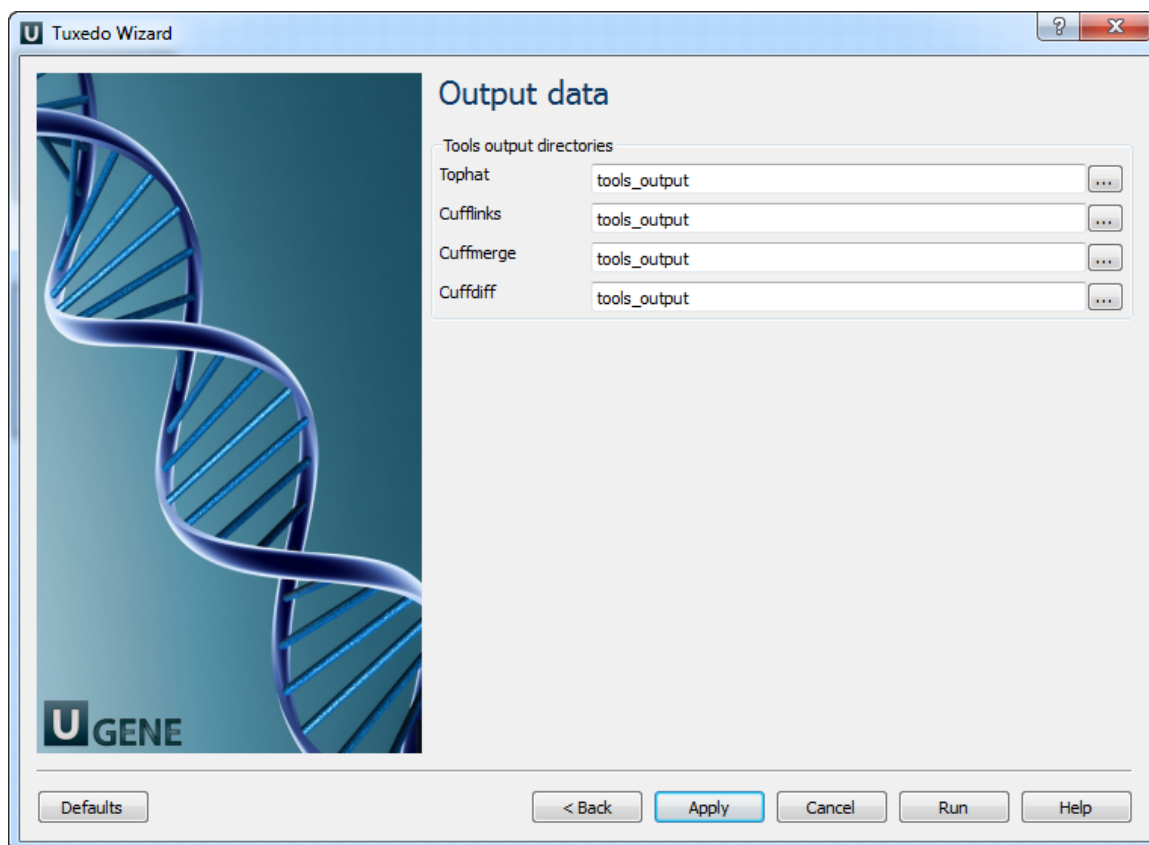 U Tuxedo Wizard ? X
Output data
Tools output directories
Tophat tools_output ...
Cufflinks tools_output ...
Cuffmerge tools_output ...
Cuffdiff tools_output ...
U GENE
Defaults < Back Apply Cancel Run Help